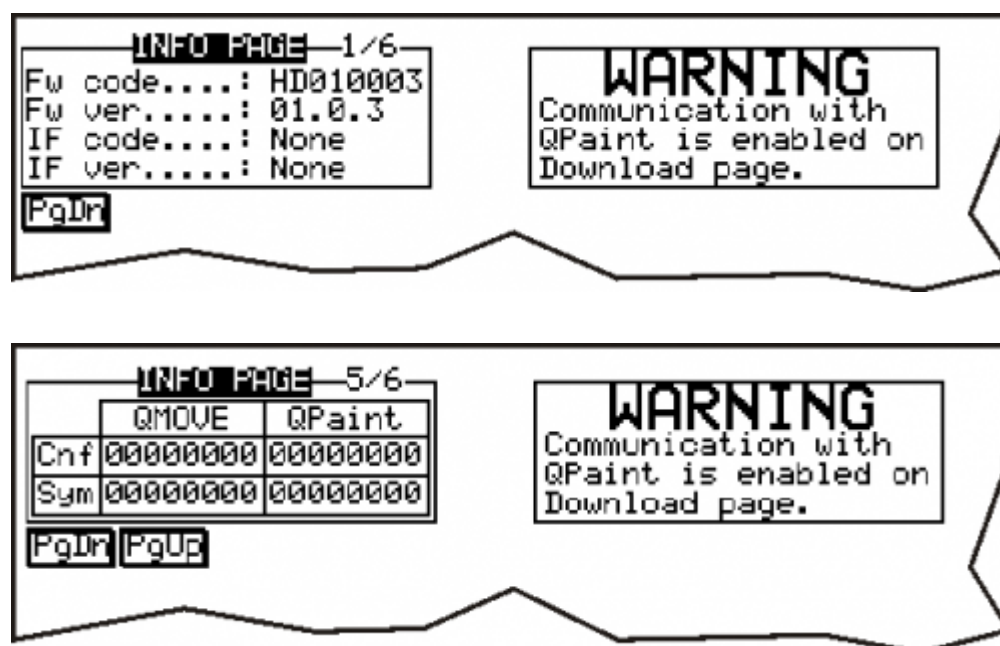 INFO PAGE 1/6
Fw code....: HD010003
Fw ver.....: 01.0.3
IF code....: None
IF ver.....: None
PgDn
WARNING
Communication with
QPaint is enabled on
Download page.
INFO PAGE 5/6
QMOVE QPaint
Cnf 00000000 00000000
Sym 00000000 00000000
PgDn PgUp
WARNING
Communication with
QPaint is enabled on
Download page.